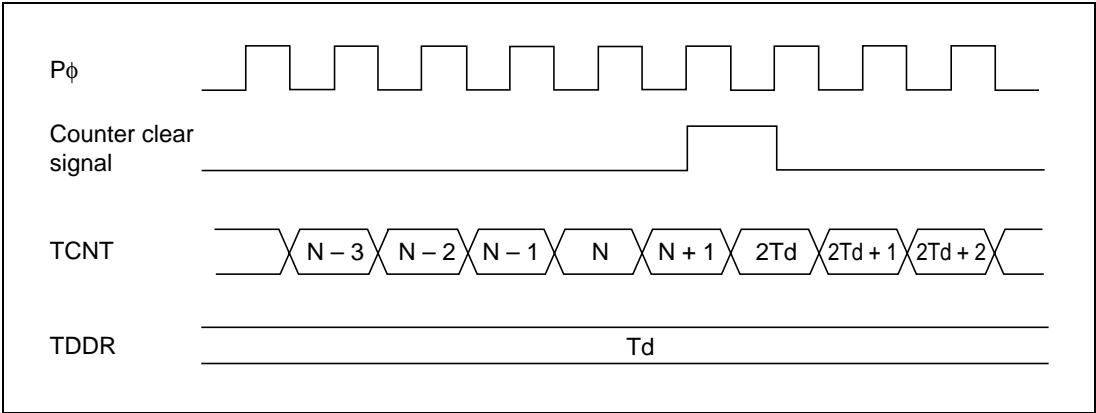 Pφ
Counter clear
signal
TCNT
N – 3 N – 2 N – 1 N N + 1 2Td 2Td + 1 2Td + 2
TDDR
Td